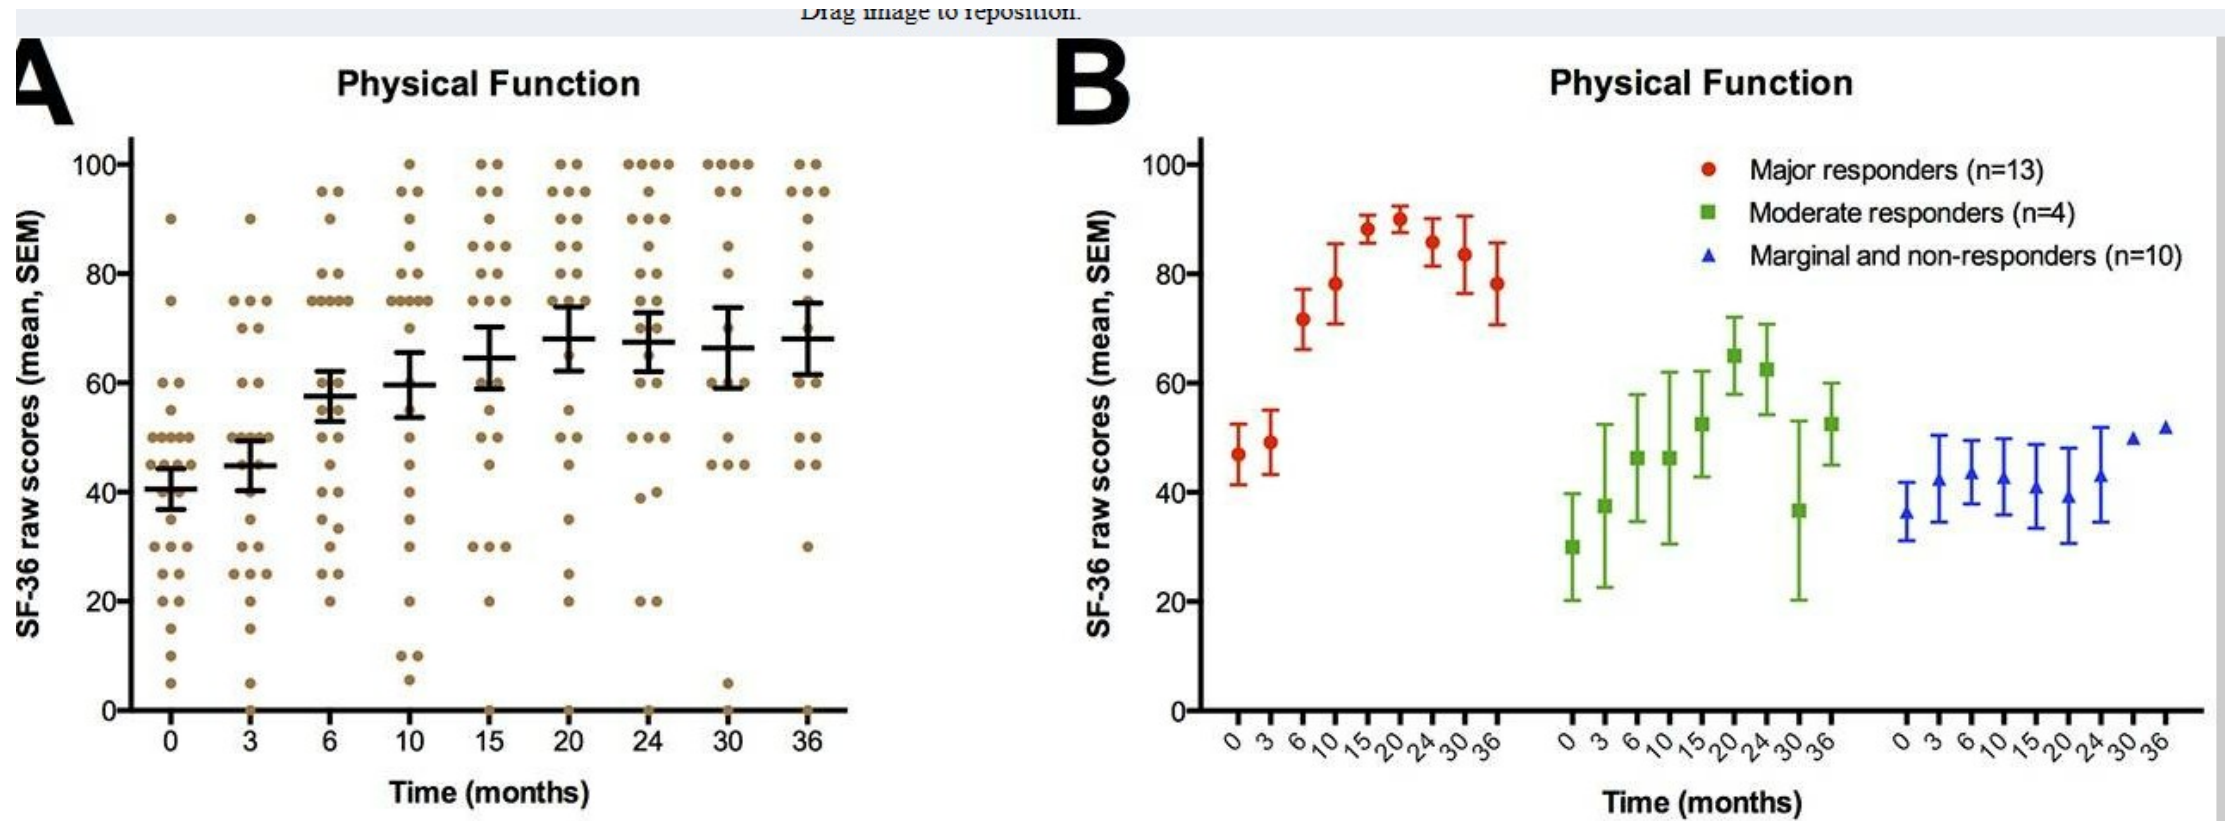 Drag image to reposition.
A
Physical Function
SF-36 raw scores (mean, SEM)
100
80
60
40
20
0
0 3 6 10 15 20 24 30 36
Time (months)
B
Physical Function
SF-36 raw scores (mean, SEM)
100
80
60
40
20
0
Major responders (n=13)
Moderate responders (n=4)
Marginal and non-responders (n=10)
0 3 6 10 15 20 24 30 36 0 3 6 10 15 20 24 30 36 0 3 6 10 15 20 24 30 36
Time (months)